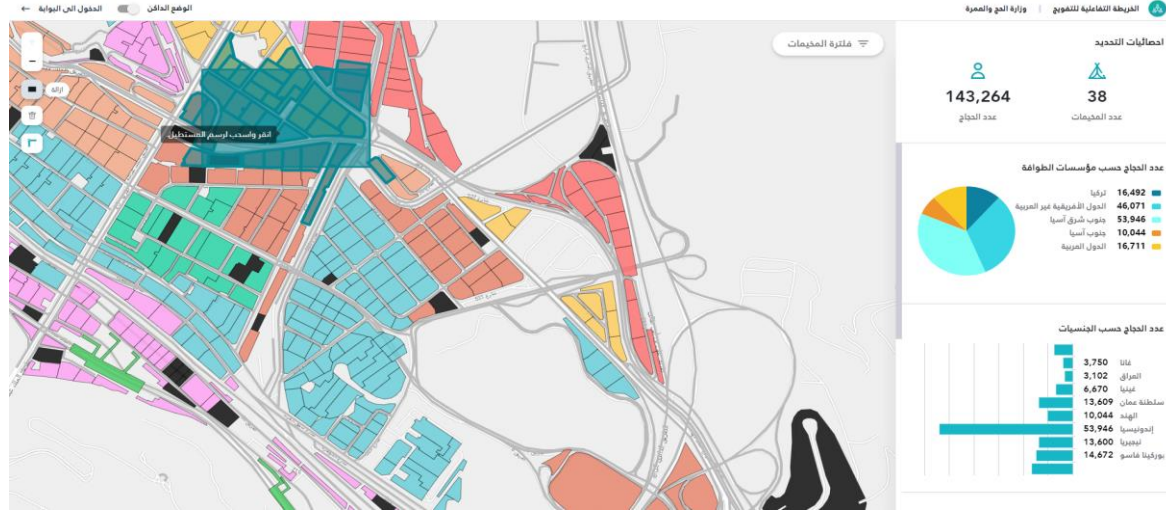 الخريطة التفاعلية للتفويج | وزارة الحج والعمرة
الوضع الداكن
الدخول الى البوابة ←
فلترة المخيمات
ازالة
انقر واسحب لرسم المستطيل
احصائيات التحديد
38
عدد المخيمات
143,264
عدد الحجاج
عدد الحجاج حسب مؤسسات الطوافة
تركيا 16,492
الدول الأفريقية غير العربية 46,071
جنوب شرق آسيا 53,946
جنوب آسيا 10,044
الدول العربية 16,711
عدد الحجاج حسب الجنسيات
غانا 3,750
العراق 3,102
غينيا 6,670
سلطنة عمان 13,609
الهند 10,044
إندونيسيا 53,946
نيجيريا 13,600
بوركينا فاسو 14,672